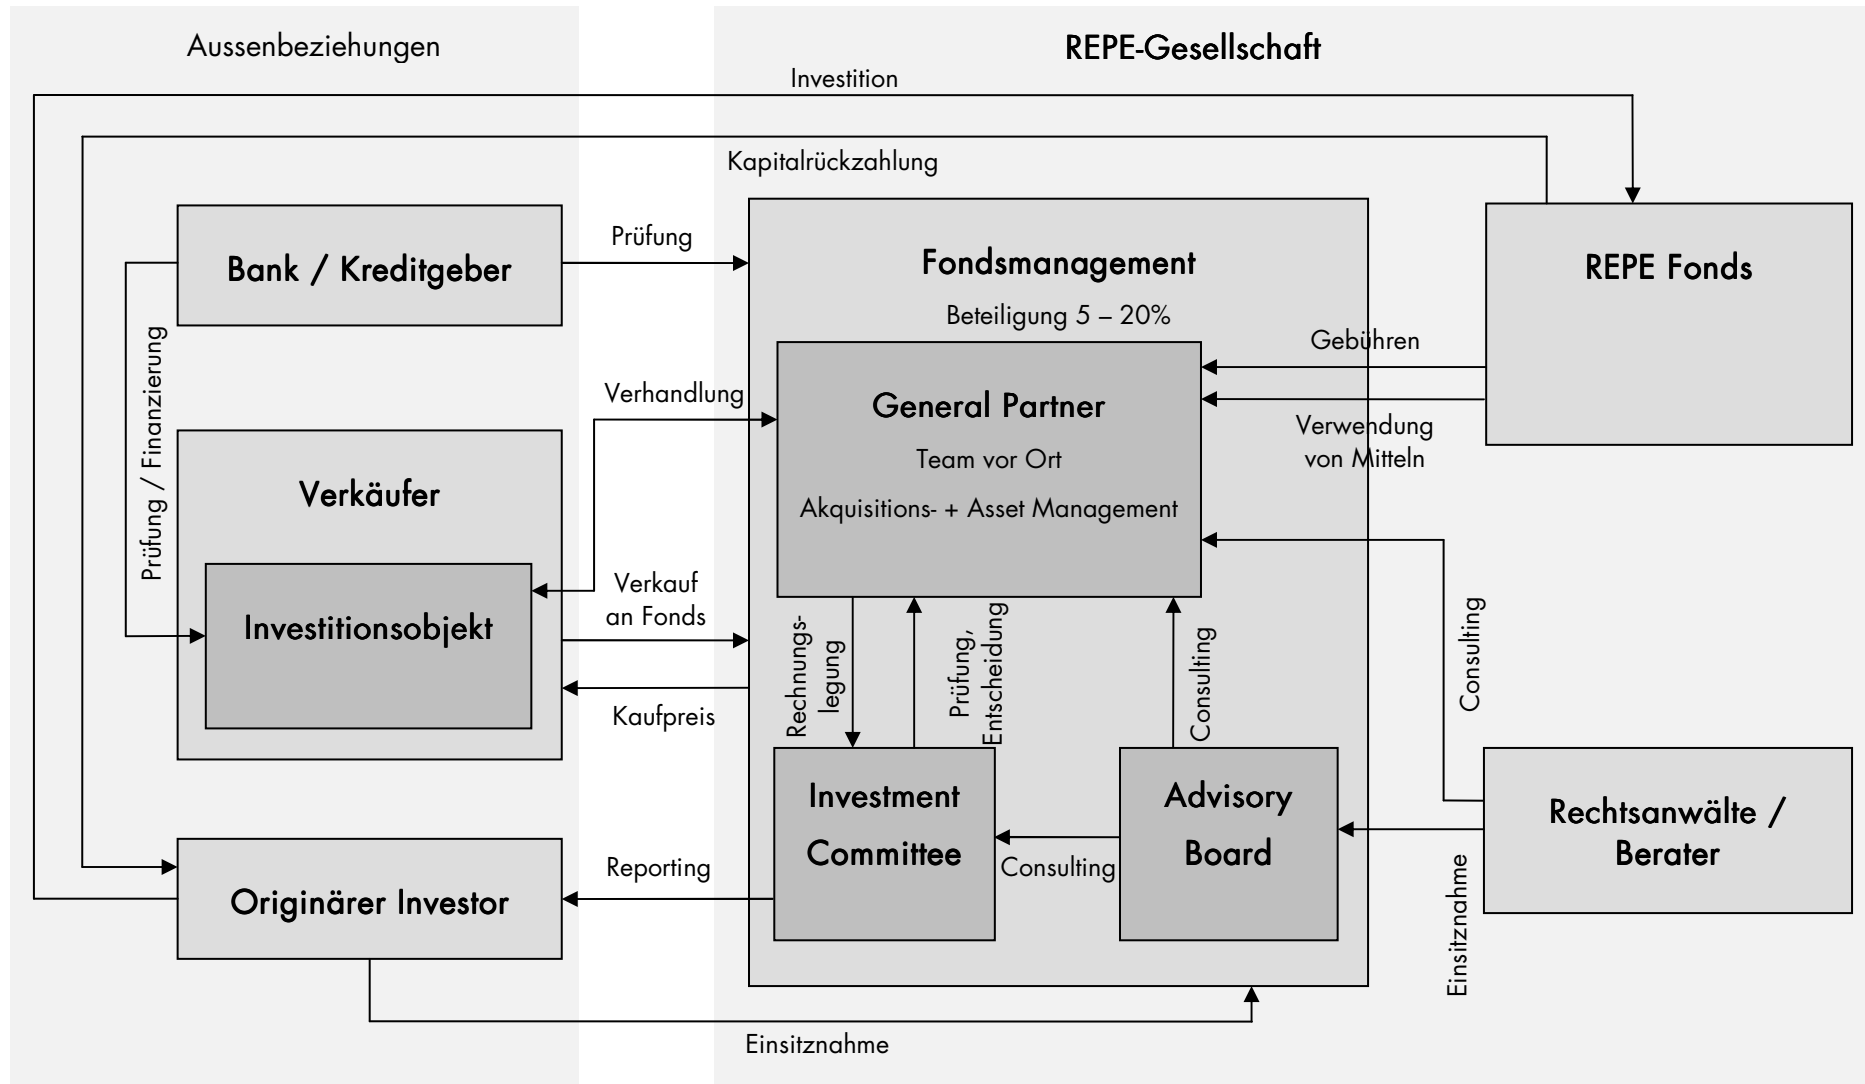 Aussenbeziehungen
REPE-Gesellschaft
Investition
Kapitalrückzahlung
Bank / Kreditgeber
Prüfung
Fondsmanagement
Beteiligung 5 – 20%
REPE Fonds
Gebühren
Verwendung
von Mitteln
Prüfung / Finanzierung
Verhandlung
General Partner
Team vor Ort
Akquisitions- + Asset Management
Verkäufer
Investitionsobjekt
Verkauf
an Fonds
Kaufpreis
Rechnungs-
legung
Prüfung,
Entscheidung
Consulting
Consulting
Investment
Committee
Consulting
Advisory
Board
Rechtsanwälte /
Berater
Einsitznahme
Reporting
Originärer Investor
Einsitznahme